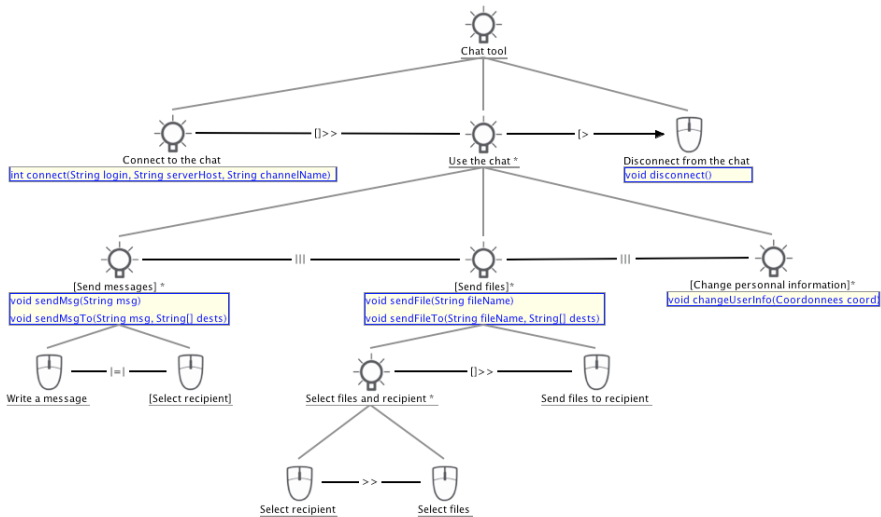 Chat tool
[]>>
[>
Connect to the chat
Use the chat *
Disconnect from the chat
int connect(String login, String serverHost, String channelName)
void disconnect()
|||
|||
[Send messages] *
[Send files]*
[Change personnal information]*
void sendMsg(String msg)
void sendMsgTo(String msg, String[] dests)
void sendFile(String fileName)
void sendFileTo(String fileName, String[] dests)
void changeUserInfo(Coordonnees coord)
|=|
[]>>
Write a message
[Select recipient]
Select files and recipient *
Send files to recipient
>>
Select recipient
Select files